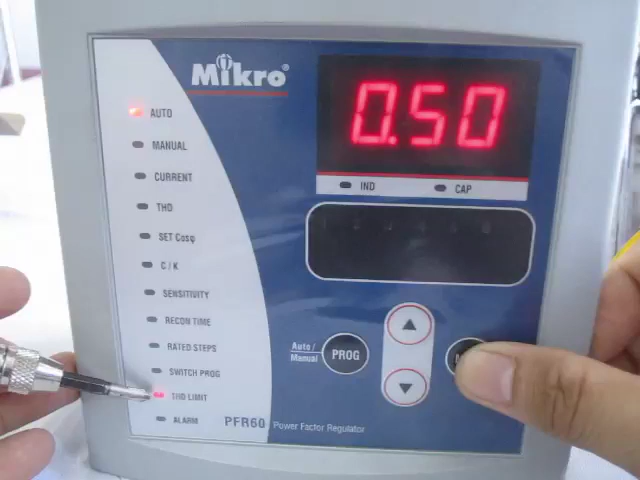 Mikro®
0.50
IND
CAP
AUTO
MANUAL
CURRENT
THD
SET Cosφ
C / K
SENSITIVITY
RECON TIME
RATED STEPS
SWITCH PROG
THD LIMIT
ALARM
Auto /
Manual
PROG
PFR60 Power Factor Regulator